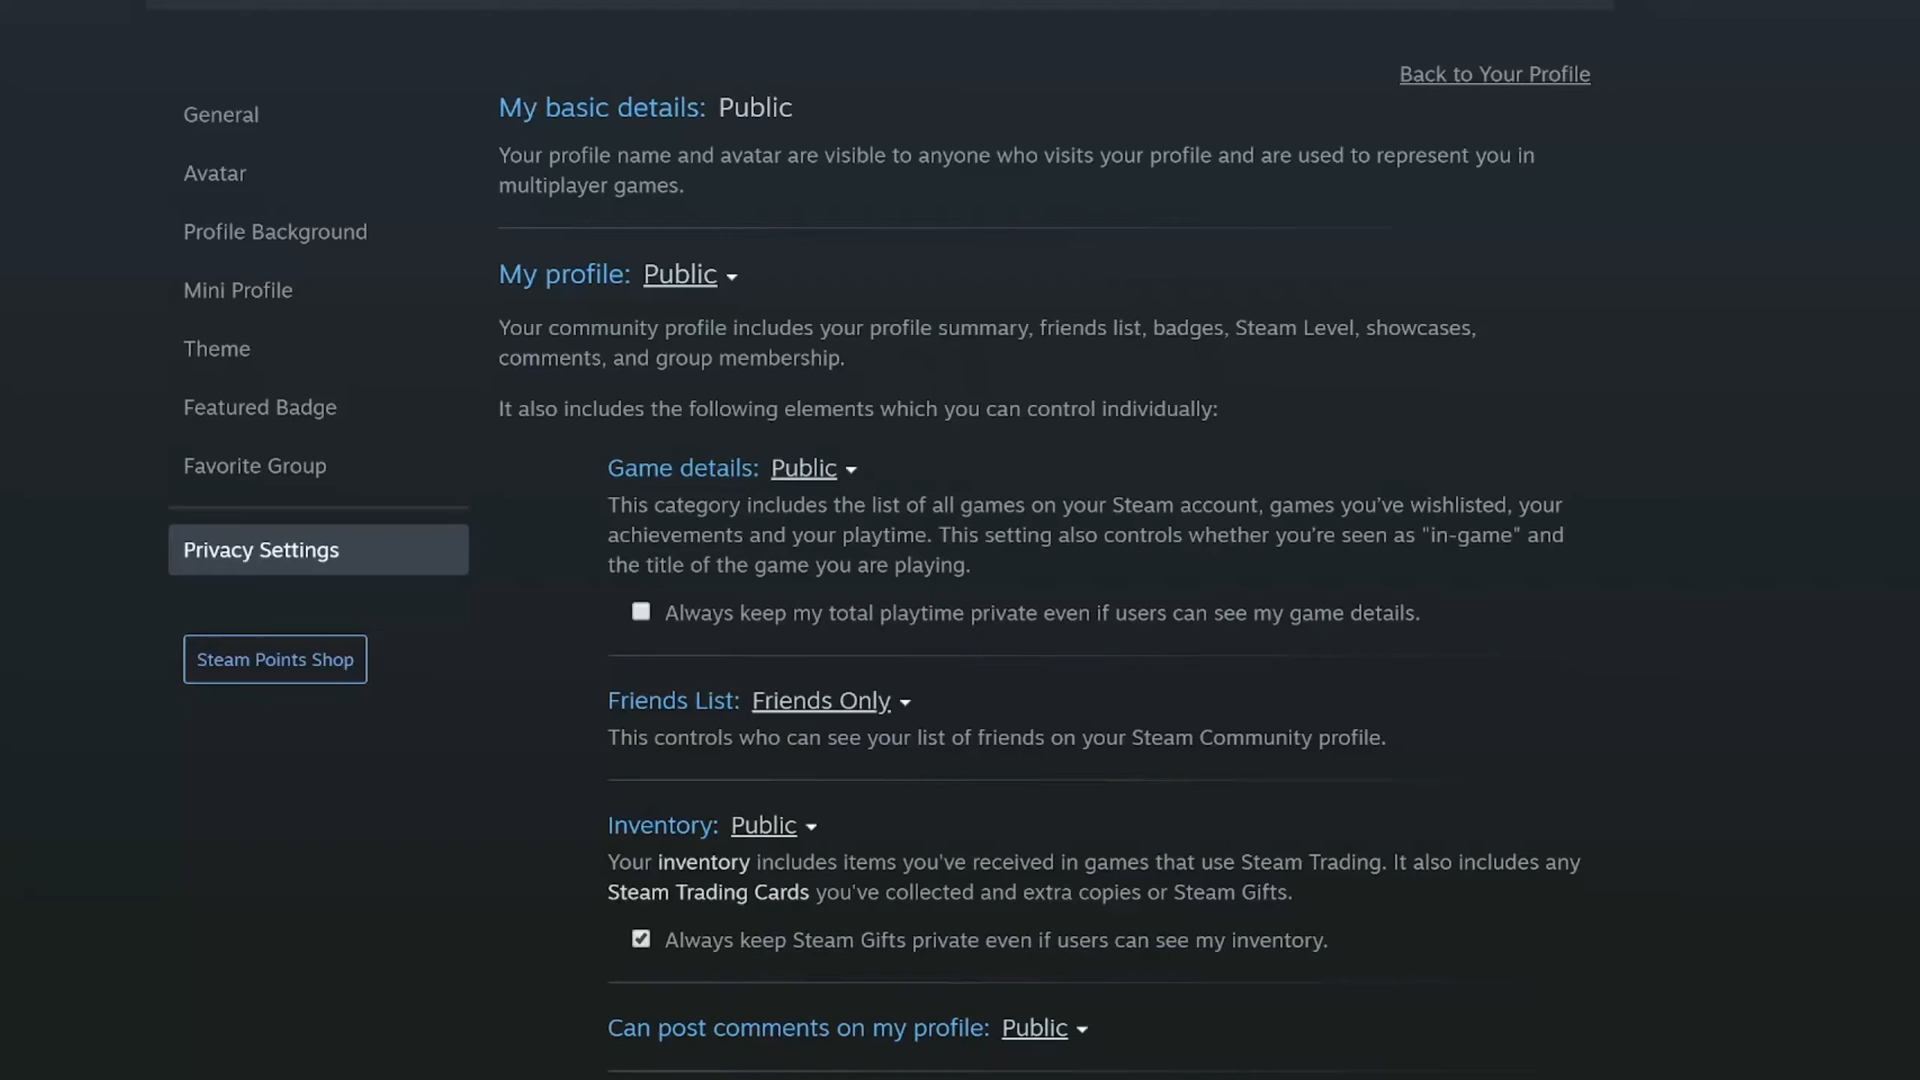 Back to Your Profile
General
Avatar
Profile Background
Mini Profile
Theme
Featured Badge
Favorite Group
Privacy Settings
Steam Points Shop
My basic details: Public
Your profile name and avatar are visible to anyone who visits your profile and are used to represent you in
multiplayer games.
My profile: Public
Your community profile includes your profile summary, friends list, badges, Steam Level, showcases,
comments, and group membership.
It also includes the following elements which you can control individually:
Game details: Public
This category includes the list of all games on your Steam account, games you’ve wishlisted, your
achievements and your playtime. This setting also controls whether you’re seen as "in-game" and
the title of the game you are playing.
Always keep my total playtime private even if users can see my game details.
Friends List: Friends Only
This controls who can see your list of friends on your Steam Community profile.
Inventory: Public
Your inventory includes items you've received in games that use Steam Trading. It also includes any
Steam Trading Cards you've collected and extra copies or Steam Gifts.
Always keep Steam Gifts private even if users can see my inventory.
Can post comments on my profile: Public